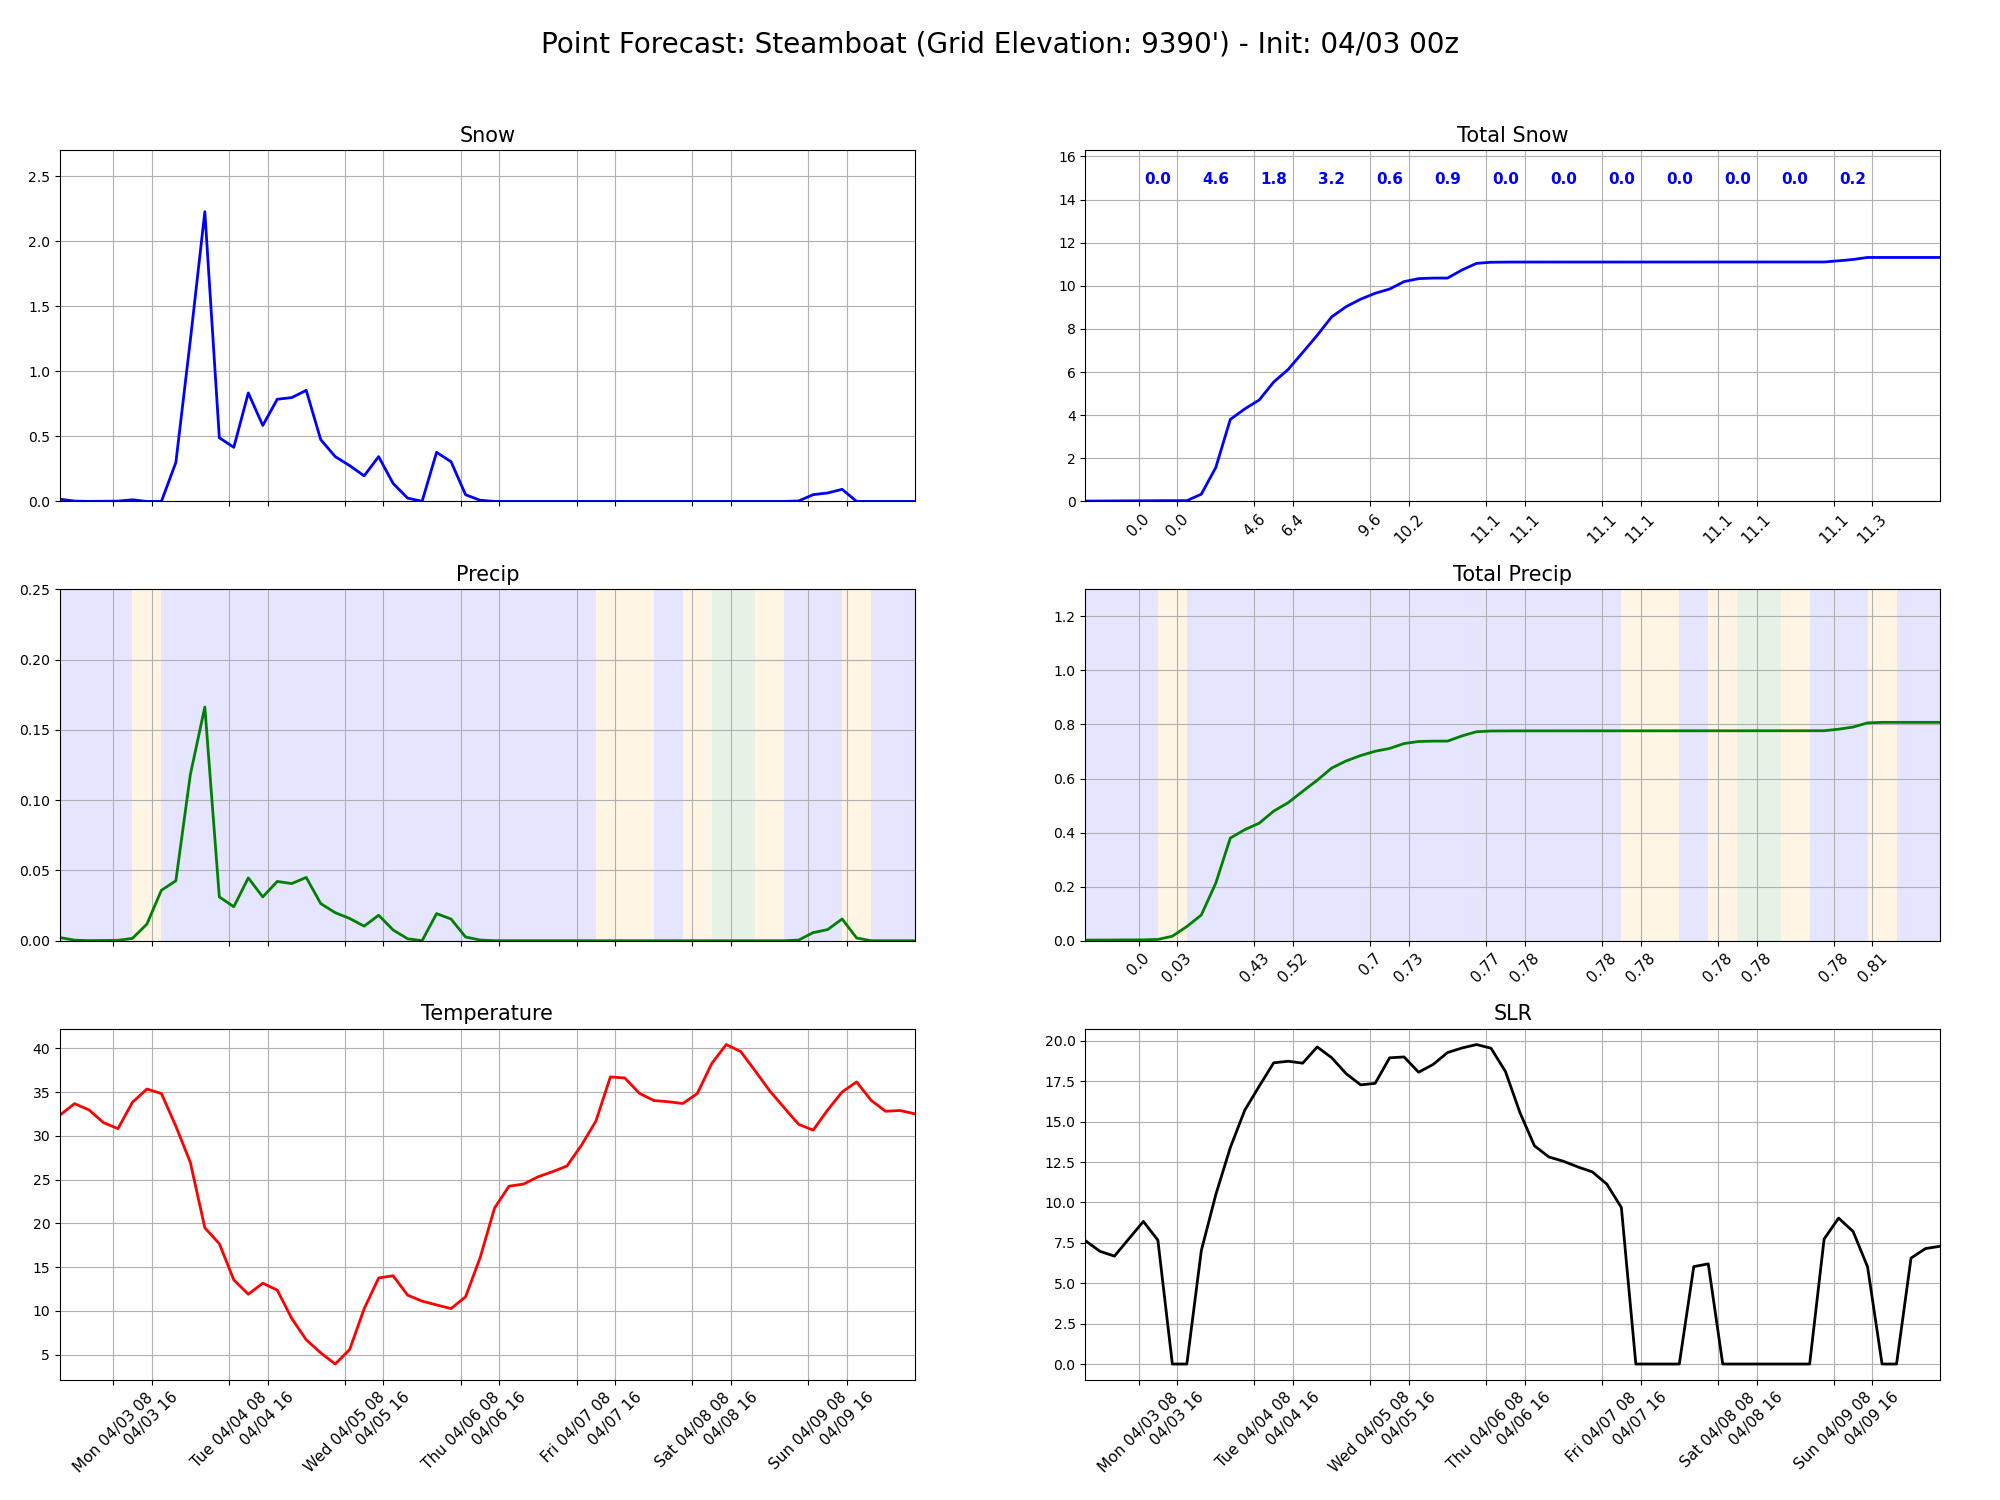 Point Forecast: Steamboat (Grid Elevation: 9390') - Init: 04/03 00z
Snow
2.5
2.0
1.5
1.0
0.5
0.0
Total Snow
16
14
12
10
8
6
4
2
0
0.0 4.6 1.8 3.2 0.6 0.9 0.0 0.0 0.0 0.0 0.0 0.0 0.2
0.0 0.0 4.6 6.4 9.6 10.2 11.1 11.1 11.1 11.1 11.1 11.1 11.1 11.3
Precip
0.25
0.20
0.15
0.10
0.05
0.00
Total Precip
1.2
1.0
0.8
0.6
0.4
0.2
0.0
0.0 0.03 0.43 0.52 0.7 0.73 0.77 0.78 0.78 0.78 0.78 0.78 0.78 0.81
Temperature
40
35
30
25
20
15
10
5
Mon 04/03 08
04/03 16
Tue 04/04 08
04/04 16
Wed 04/05 08
04/05 16
Thu 04/06 08
04/06 16
Fri 04/07 08
04/07 16
Sat 04/08 08
04/08 16
Sun 04/09 08
04/09 16
SLR
20.0
17.5
15.0
12.5
10.0
7.5
5.0
2.5
0.0
Mon 04/03 08
04/03 16
Tue 04/04 08
04/04 16
Wed 04/05 08
04/05 16
Thu 04/06 08
04/06 16
Fri 04/07 08
04/07 16
Sat 04/08 08
04/08 16
Sun 04/09 08
04/09 16